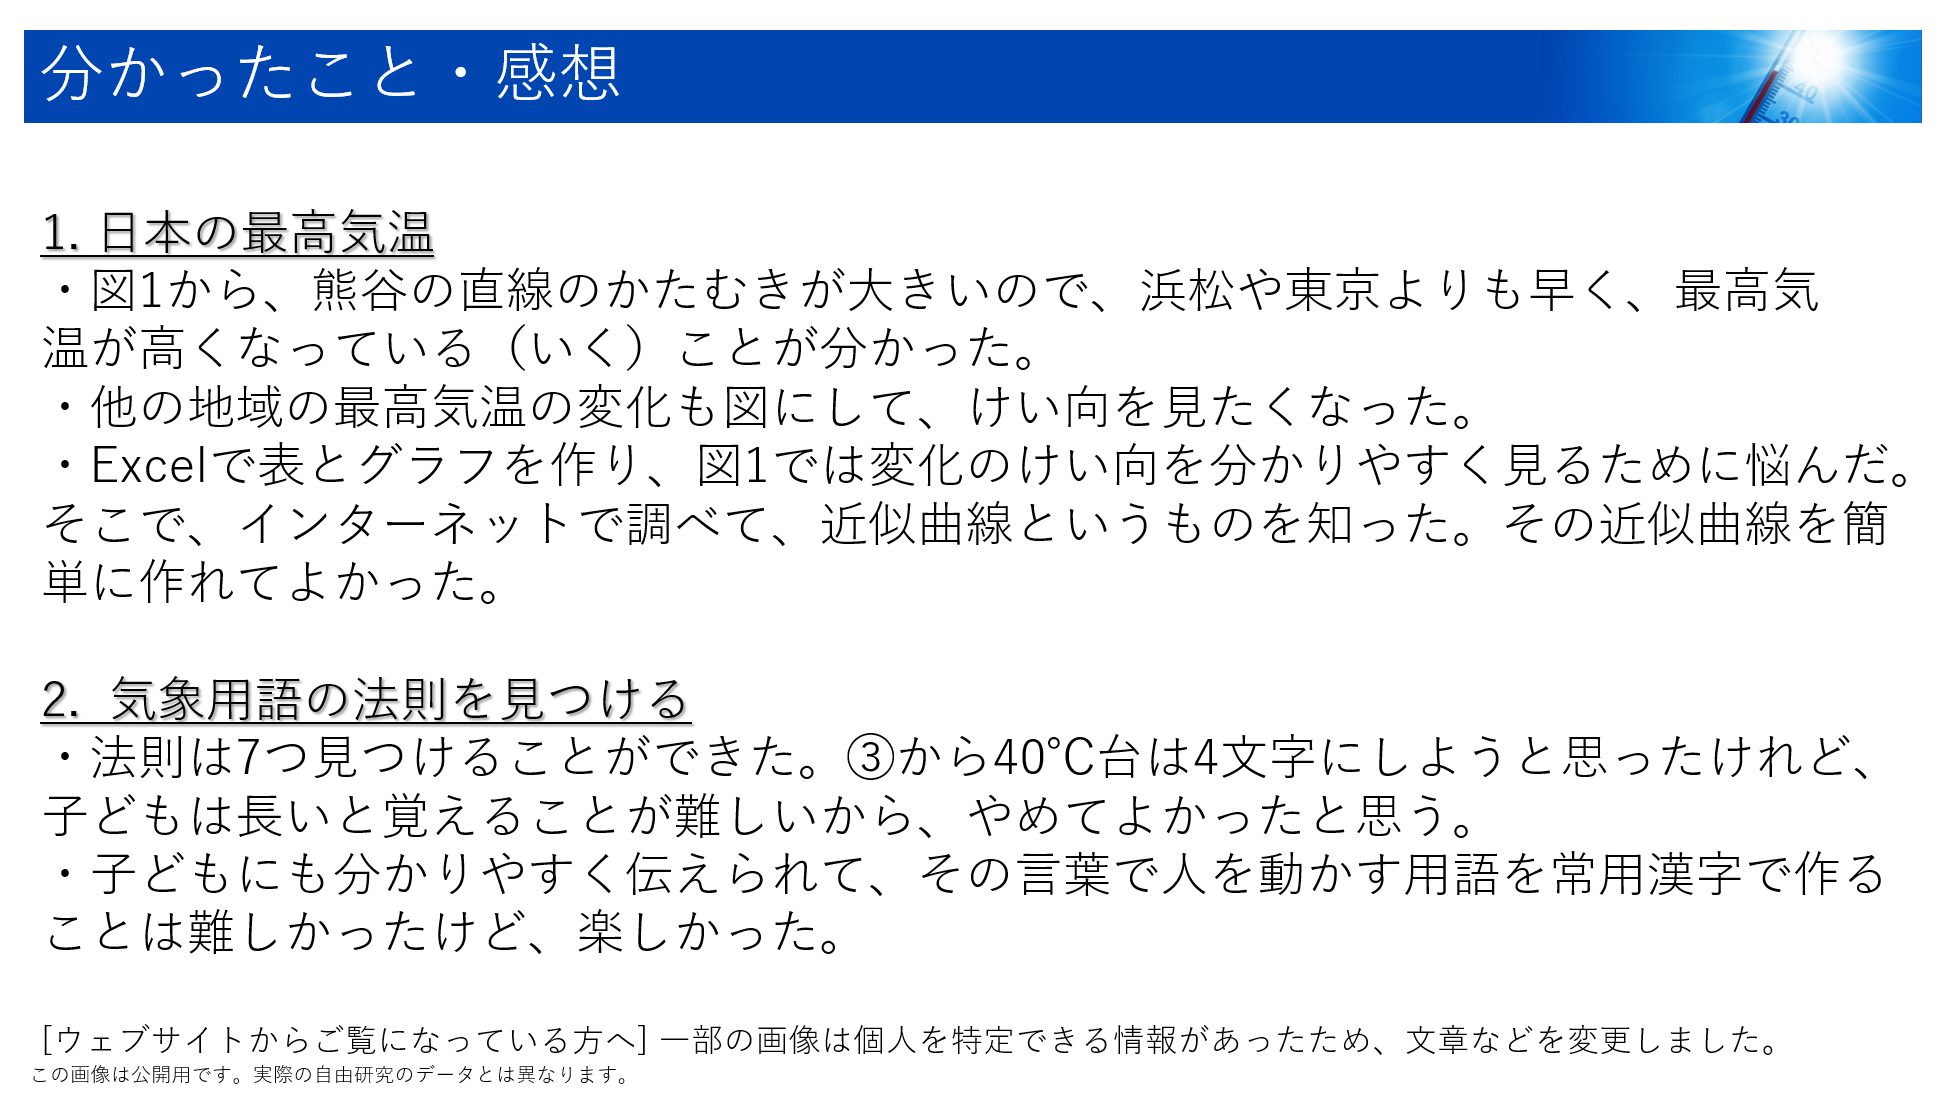 分かったこと・感想
40
30
1. 日本の最高気温
・図1から、熊谷の直線のかたむきが大きいので、浜松や東京よりも早く、最高気
温が高くなっている（いく）ことが分かった。
・他の地域の最高気温の変化も図にして、けい向を見たくなった。
・Excelで表とグラフを作り、図1では変化のけい向を分かりやすく見るために悩んだ。
そこで、インターネットで調べて、近似曲線というものを知った。その近似曲線を簡
単に作れてよかった。
2. 気象用語の法則を見つける
・法則は7つ見つけることができた。③から40℃台は4文字にしようと思ったけれど、
子どもは長いと覚えることが難しいから、やめてよかったと思う。
・子どもにも分かりやすく伝えられて、その言葉で人を動かす用語を常用漢字で作る
ことは難しかったけど、楽しかった。
[ウェブサイトからご覧になっている方へ] 一部の画像は個人を特定できる情報があったため、文章などを変更しました。
この画像は公開用です。実際の自由研究のデータとは異なります。